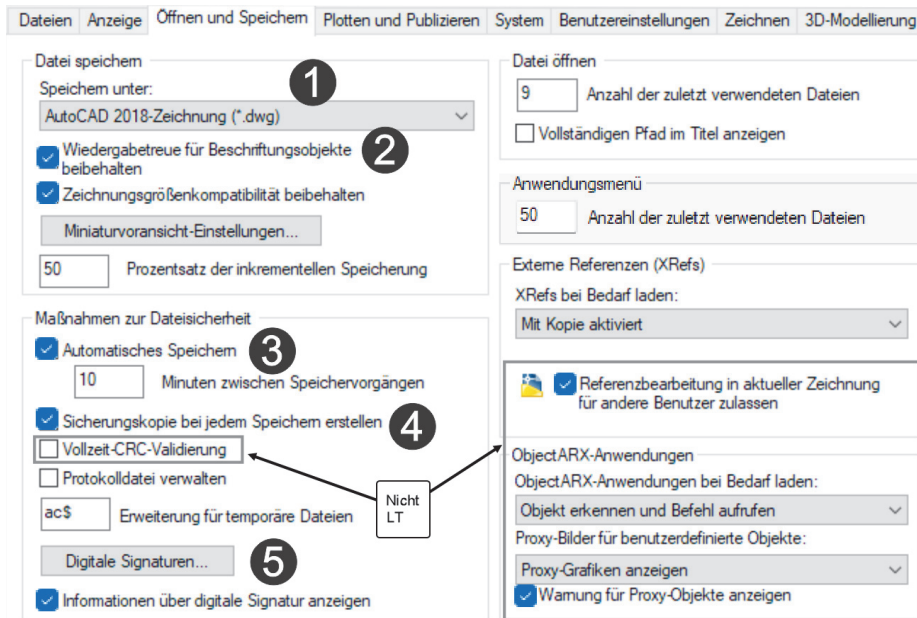 Dateien Anzeige Öffnen und Speichern Plotten und Publizieren System Benutzereinstellungen Zeichnen 3D-Modellierung
Datei speichern
Speichern unter:
1
AutoCAD 2018-Zeichnung (*.dwg)
Wiedergabetreue für Beschriftungsobjekte
beibehalten
2
Zeichnungsgrößenkompatibilität beibehalten
Miniaturvoransicht-Einstellungen...
50 Prozentsatz der inkrementellen Speicherung
Maßnahmen zur Dateisicherheit
Automatisches Speichern
3
10 Minuten zwischen Speichervorgängen
Sicherungskopie bei jedem Speichern erstellen
4
Vollzeit-CRC-Validierung
Protokolldatei verwalten
ac$ Erweiterung für temporäre Dateien
Digitale Signaturen...
5
Informationen über digitale Signatur anzeigen
Nicht
LT
Datei öffnen
9 Anzahl der zuletzt verwendeten Dateien
Vollständigen Pfad im Titel anzeigen
Anwendungsmenü
50 Anzahl der zuletzt verwendeten Dateien
Externe Referenzen (XRefs)
XRefs bei Bedarf laden:
Mit Kopie aktiviert
Referenzbearbeitung in aktueller Zeichnung
für andere Benutzer zulassen
ObjectARX-Anwendungen
ObjectARX-Anwendungen bei Bedarf laden:
Objekt erkennen und Befehl aufrufen
Proxy-Bilder für benutzerdefinierte Objekte:
Proxy-Grafiken anzeigen
Warnung für Proxy-Objekte anzeigen